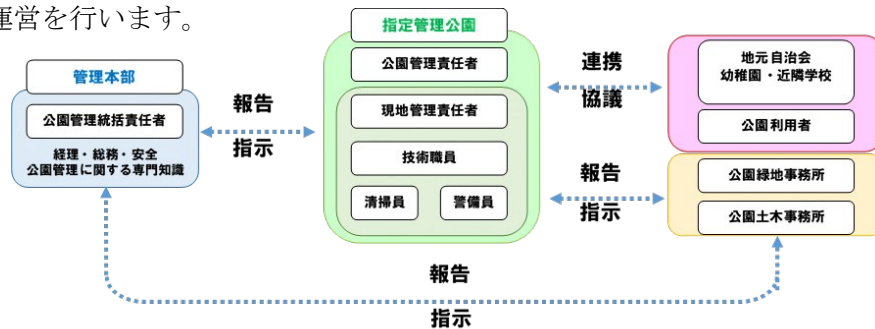 運営を行います。
管理本部
公園管理統括責任者
経理・総務・安全
公園管理に関する専門知識
報告
指示
指定管理公園
公園管理責任者
現地管理責任者
技術職員
清掃員
警備員
連携
協議
報告
指示
地元自治会
幼稚園・近隣学校
公園利用者
公園緑地事務所
公園土木事務所
報告
指示